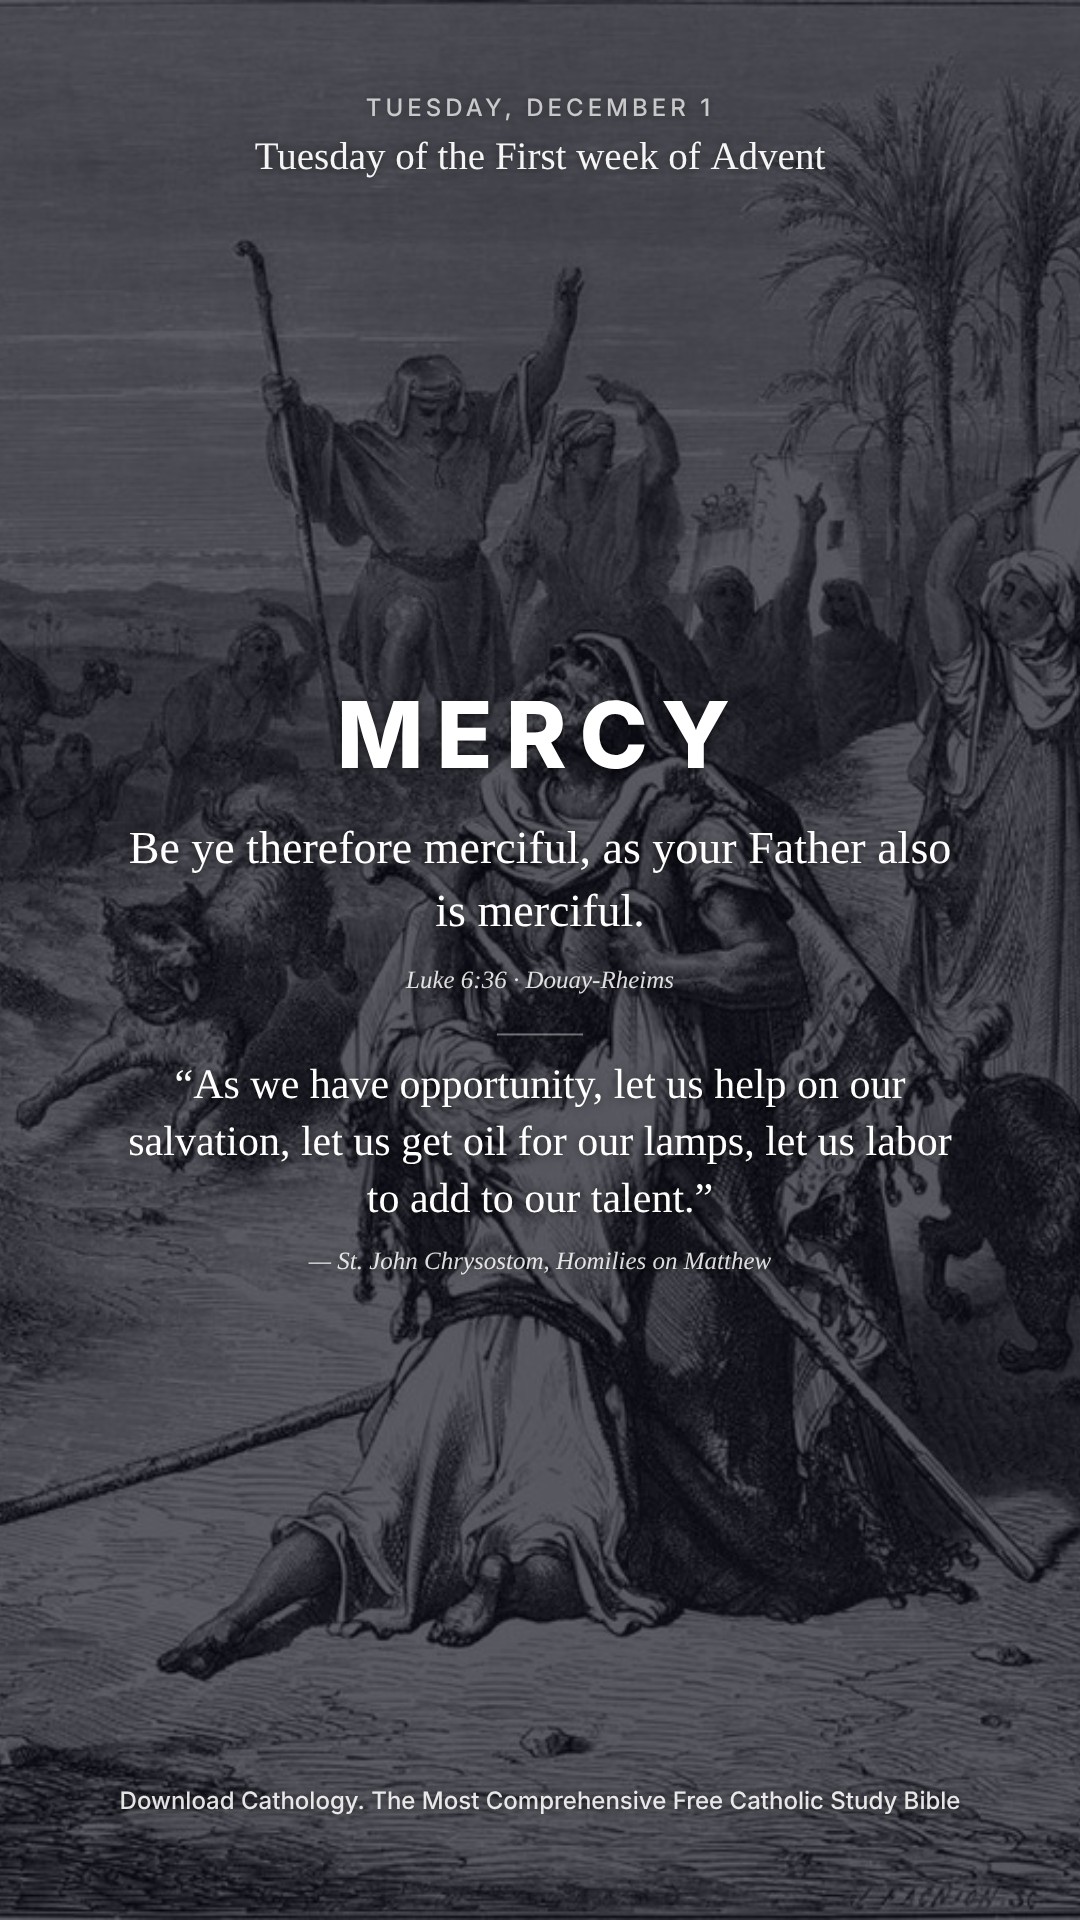 TUESDAY, DECEMBER 1
Tuesday of the First week of Advent
MERCY
Be ye therefore merciful, as your Father also
is merciful.
Luke 6:36 · Douay-Rheims
“As we have opportunity, let us help on our
salvation, let us get oil for our lamps, let us labor
to add to our talent.”
— St. John Chrysostom, Homilies on Matthew
Download Cathology. The Most Comprehensive Free Catholic Study Bible